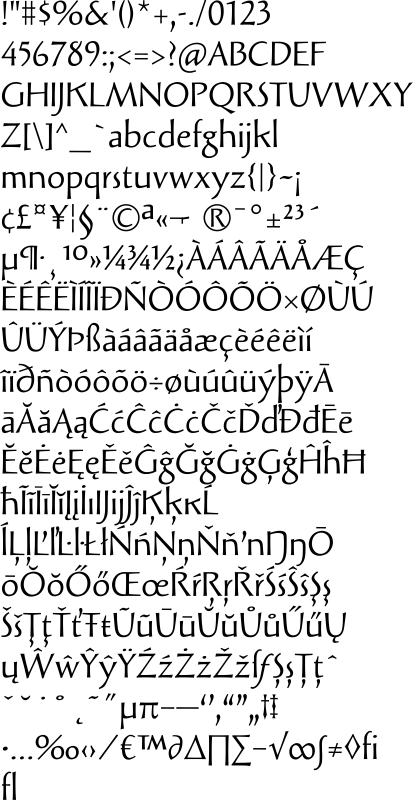 !"#$%&'()*+,-./0123
456789:;<=>?@ABCDEF
GHIJKLMNOPQRSTUVWXY
Z[\]^_`abcdefghijkl
mnopqrstuvwxyz{|}~¡
¢£¤¥¦§¨©ª«¬­®¯°±²³´
µ¶·¸¹º»¼¾½¿ÀÁÂÃÄÅÆÇ
ÈÉÊËÌÍÎÏÐÑÒÓÔÕÖ×ØÙÚ
ÛÜÝÞßàáâãäåæçèéêëìí
îïðñòóôõö÷øùúûüýþÿĀ
āĂăĄąĆćĈĉĊċČčĎďĐđĒē
ĔĕĖėĘęĚěĜĝĞğĠġĢģĤĥĦ
ħĨĩĪīĬĭĮįİıĲĳĴĵĶķĸĹ
ĺĻļĽľĿŀŁłŃńŅņŇňŉŊŋŌ
ōŎŏŐőŒœŔŕŖŗŘřŚśŜŝŞş
ŠšŢţŤťŦŧŨũŪūŬŭŮůŰűŲ
ųŴŵŶŷŸŹźŻżŽžſƒȘșȚțˆ
ˇ˘˙˚˛˜˝µπ–—‘’‚“”„†‡
•…‰‹›⁄€™∂∆∏∑−√∞∫≠◊ﬁ
ﬂ